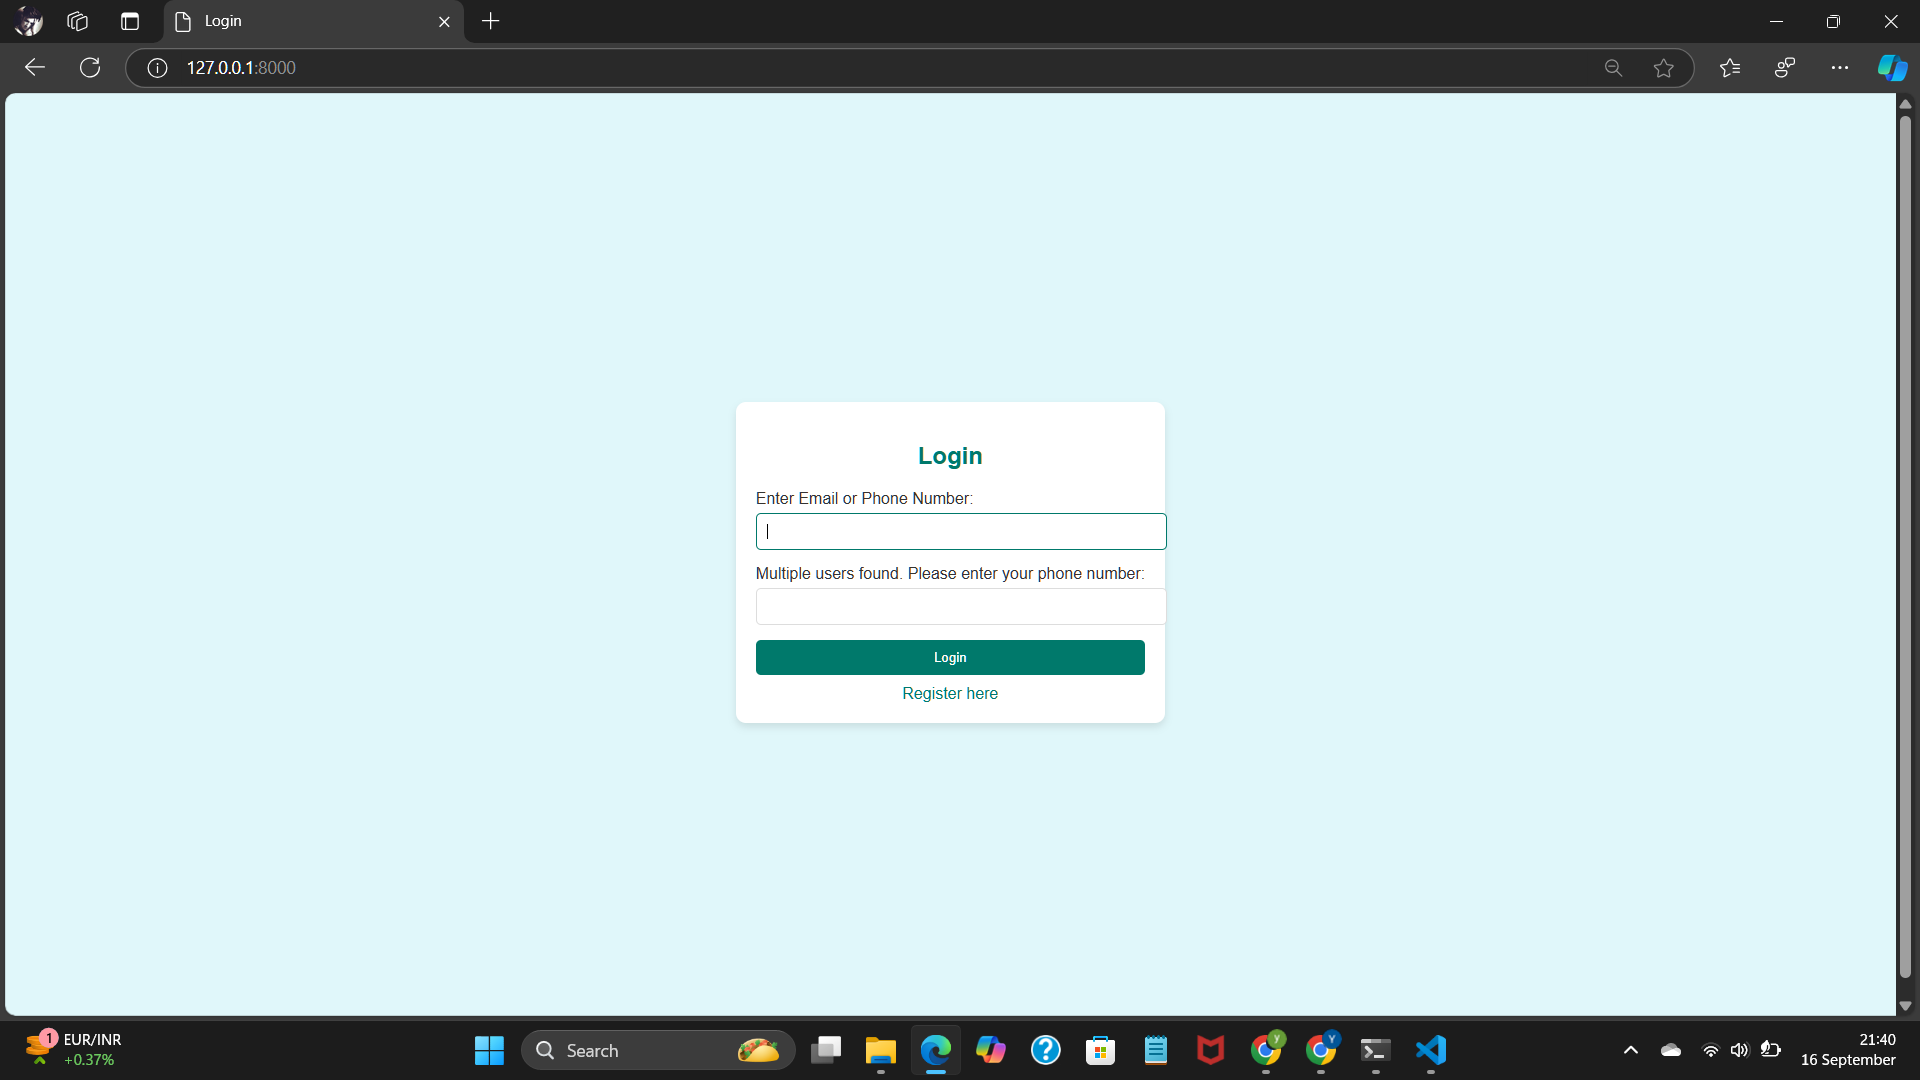 Login
127.0.0.1:8000
Login
Enter Email or Phone Number:
Multiple users found. Please enter your phone number:
Login
Register here
1
EUR/INR
+0.37%
Search
Y
Y
21:40
16 September